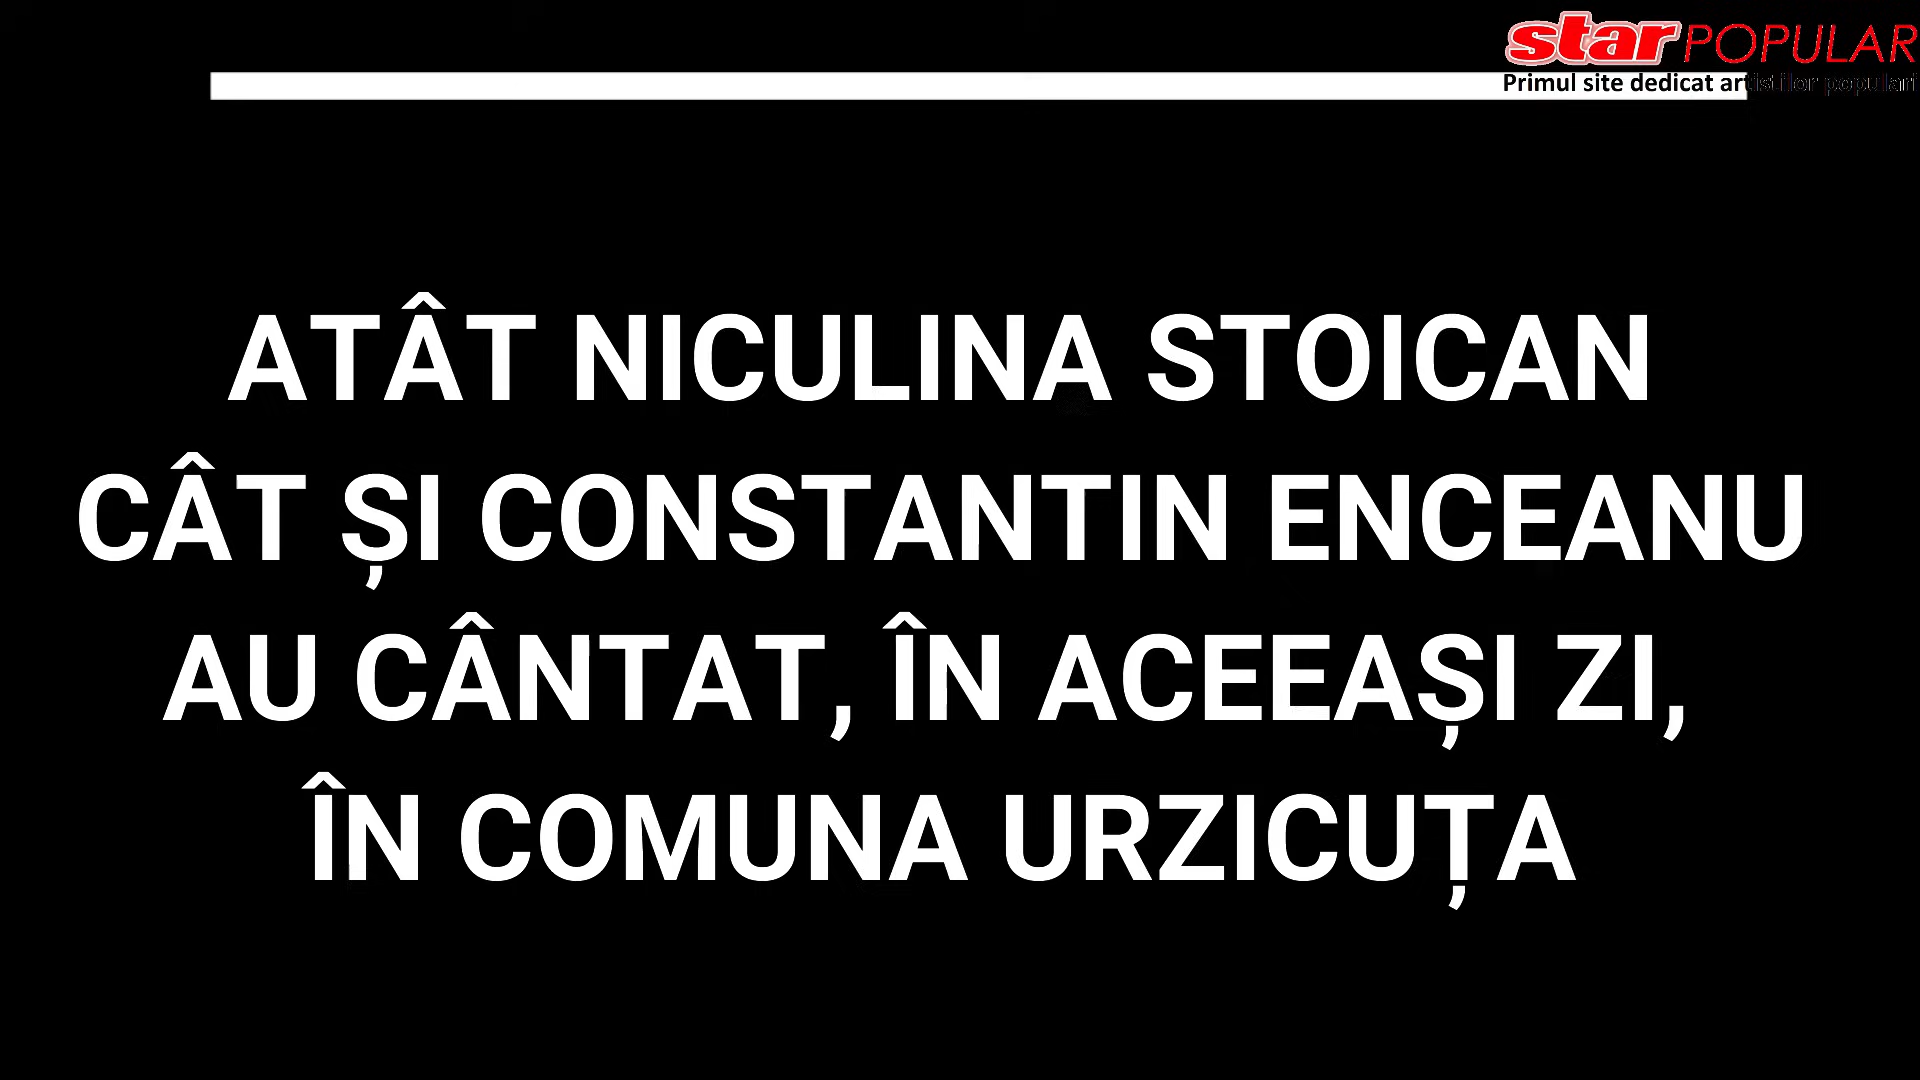 star POPULAR
Primul site dedicat artistilor populari
ATÂT NICULINA STOICAN
CÂT ȘI CONSTANTIN ENCEANU
AU CÂNTAT, ÎN ACEEAȘI ZI,
ÎN COMUNA URZICUȚA